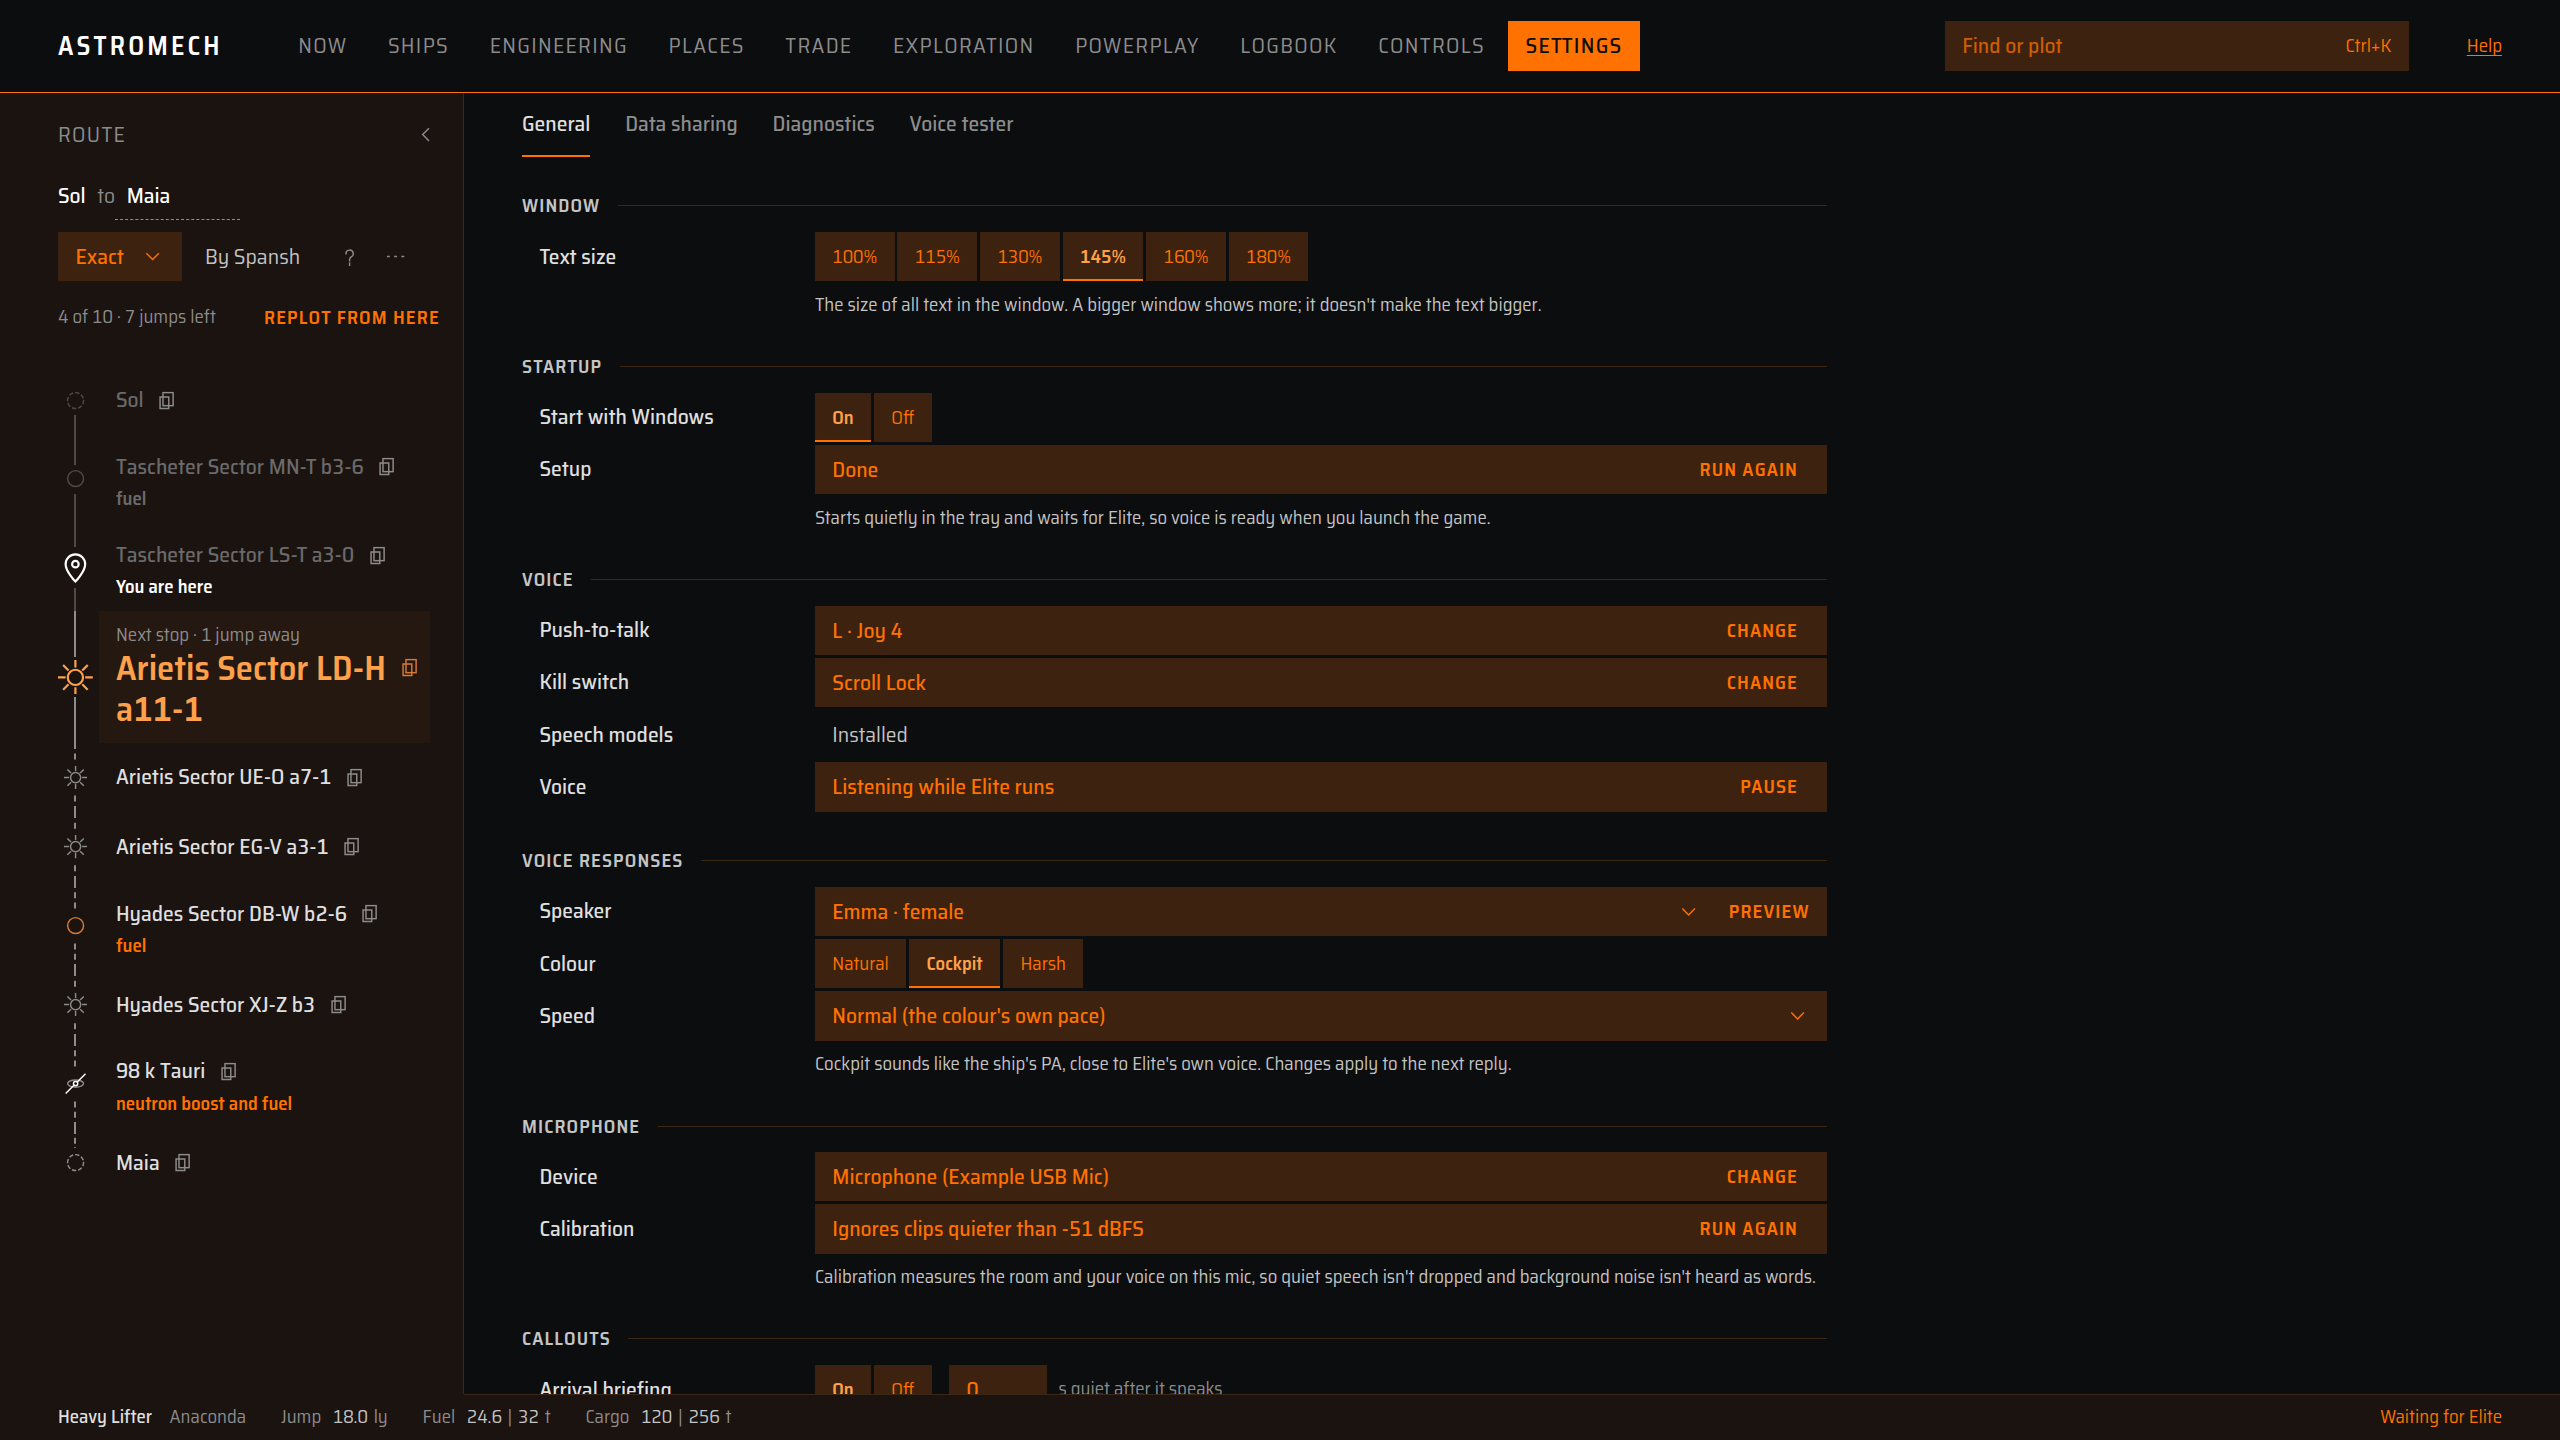 ASTROMECH
NOW SHIPS ENGINEERING PLACES TRADE EXPLORATION POWERPLAY LOGBOOK CONTROLS SETTINGS
Find or plot Ctrl+K
Help
ROUTE
Sol to Maia
Exact By Spansh ? ...
4 of 10 · 7 jumps left REPLOT FROM HERE
Sol
Tascheter Sector MN-T b3-6
fuel
Tascheter Sector LS-T a3-0
You are here
Next stop · 1 jump away
Arietis Sector LD-H
a11-1
Arietis Sector UE-O a7-1
Arietis Sector EG-V a3-1
Hyades Sector DB-W b2-6
fuel
Hyades Sector XJ-Z b3
98 k Tauri
neutron boost and fuel
Maia
General Data sharing Diagnostics Voice tester
WINDOW
Text size 100% 115% 130% 145% 160% 180%
The size of all text in the window. A bigger window shows more; it doesn't make the text bigger.
STARTUP
Start with Windows On Off
Setup Done RUN AGAIN
Starts quietly in the tray and waits for Elite, so voice is ready when you launch the game.
VOICE
Push-to-talk L · Joy 4 CHANGE
Kill switch Scroll Lock CHANGE
Speech models Installed
Voice Listening while Elite runs PAUSE
VOICE RESPONSES
Speaker Emma · female PREVIEW
Colour Natural Cockpit Harsh
Speed Normal (the colour's own pace)
Cockpit sounds like the ship's PA, close to Elite's own voice. Changes apply to the next reply.
MICROPHONE
Device Microphone (Example USB Mic) CHANGE
Calibration Ignores clips quieter than -51 dBFS RUN AGAIN
Calibration measures the room and your voice on this mic, so quiet speech isn't dropped and background noise isn't heard as words.
CALLOUTS
Arrival briefing On Off 0 s quiet after it speaks
Heavy Lifter Anaconda Jump 18.0 ly Fuel 24.6 | 32 t Cargo 120 | 256 t
Waiting for Elite